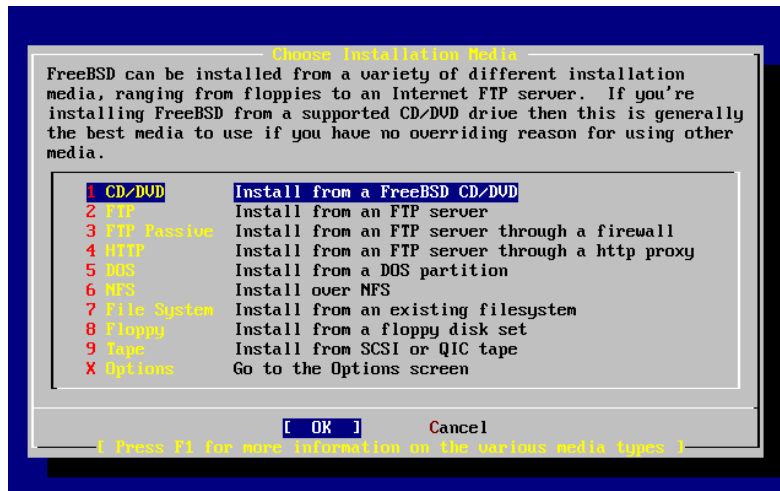 Choose Installation Media
FreeBSD can be installed from a variety of different installation
media, ranging from floppies to an Internet FTP server.  If you're
installing FreeBSD from a supported CD/DVD drive then this is generally
the best media to use if you have no overriding reason for using other
media.
1 CD/DVD Install from a FreeBSD CD/DVD
2 FTP Install from an FTP server
3 FTP Passive Install from an FTP server through a firewall
4 HTTP Install from an FTP server through a http proxy
5 DOS Install from a DOS partition
6 NFS Install over NFS
7 File System Install from an existing filesystem
8 Floppy Install from a floppy disk set
9 Tape Install from SCSI or QIC tape
X Options Go to the Options screen
[ OK ] Cancel
[ Press F1 for more information on the various media types ]